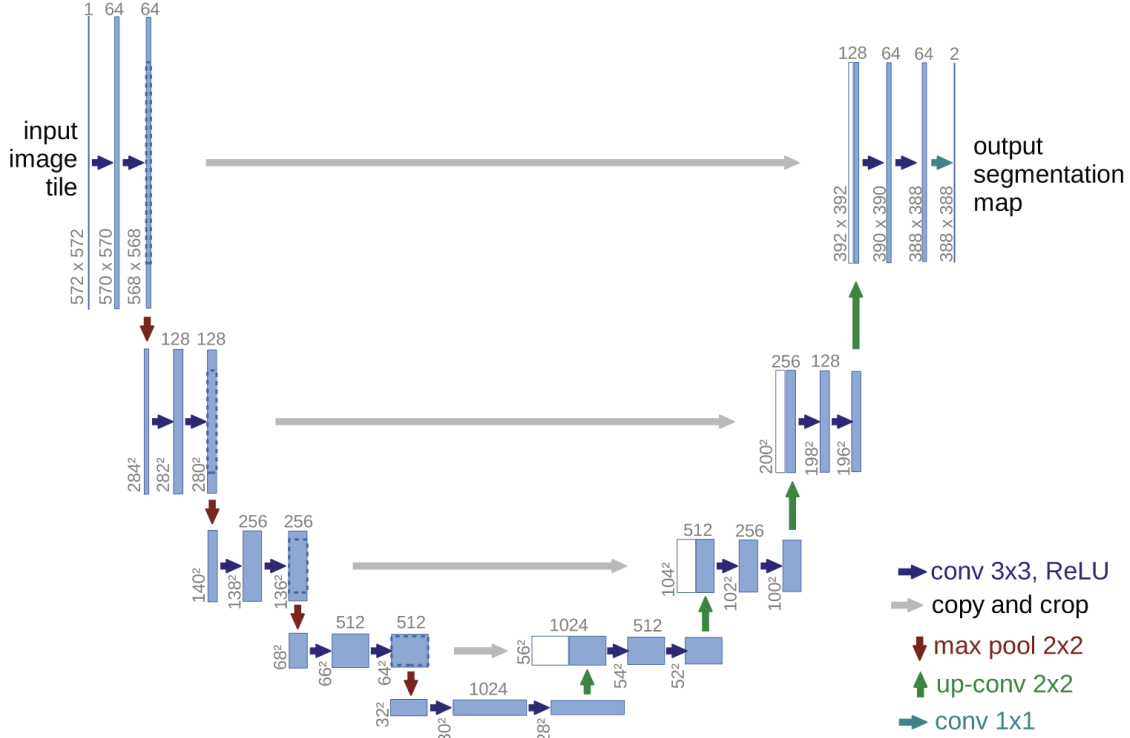 1 64 64
128 64 64 2
input
image
tile
output
segmentation
map
572 x 572
570 x 570
568 x 568
392 x 392
390 x 390
388 x 388
388 x 388
128 128
256 128
284²
282²
280²
200²
198²
196²
256 256
512 256
140²
138²
136²
104²
102²
100²
conv 3x3, ReLU
copy and crop
max pool 2x2
up-conv 2x2
conv 1x1
512 512
1024 512
68²
66²
64²
56²
54²
52²
1024
32²
30²
28²